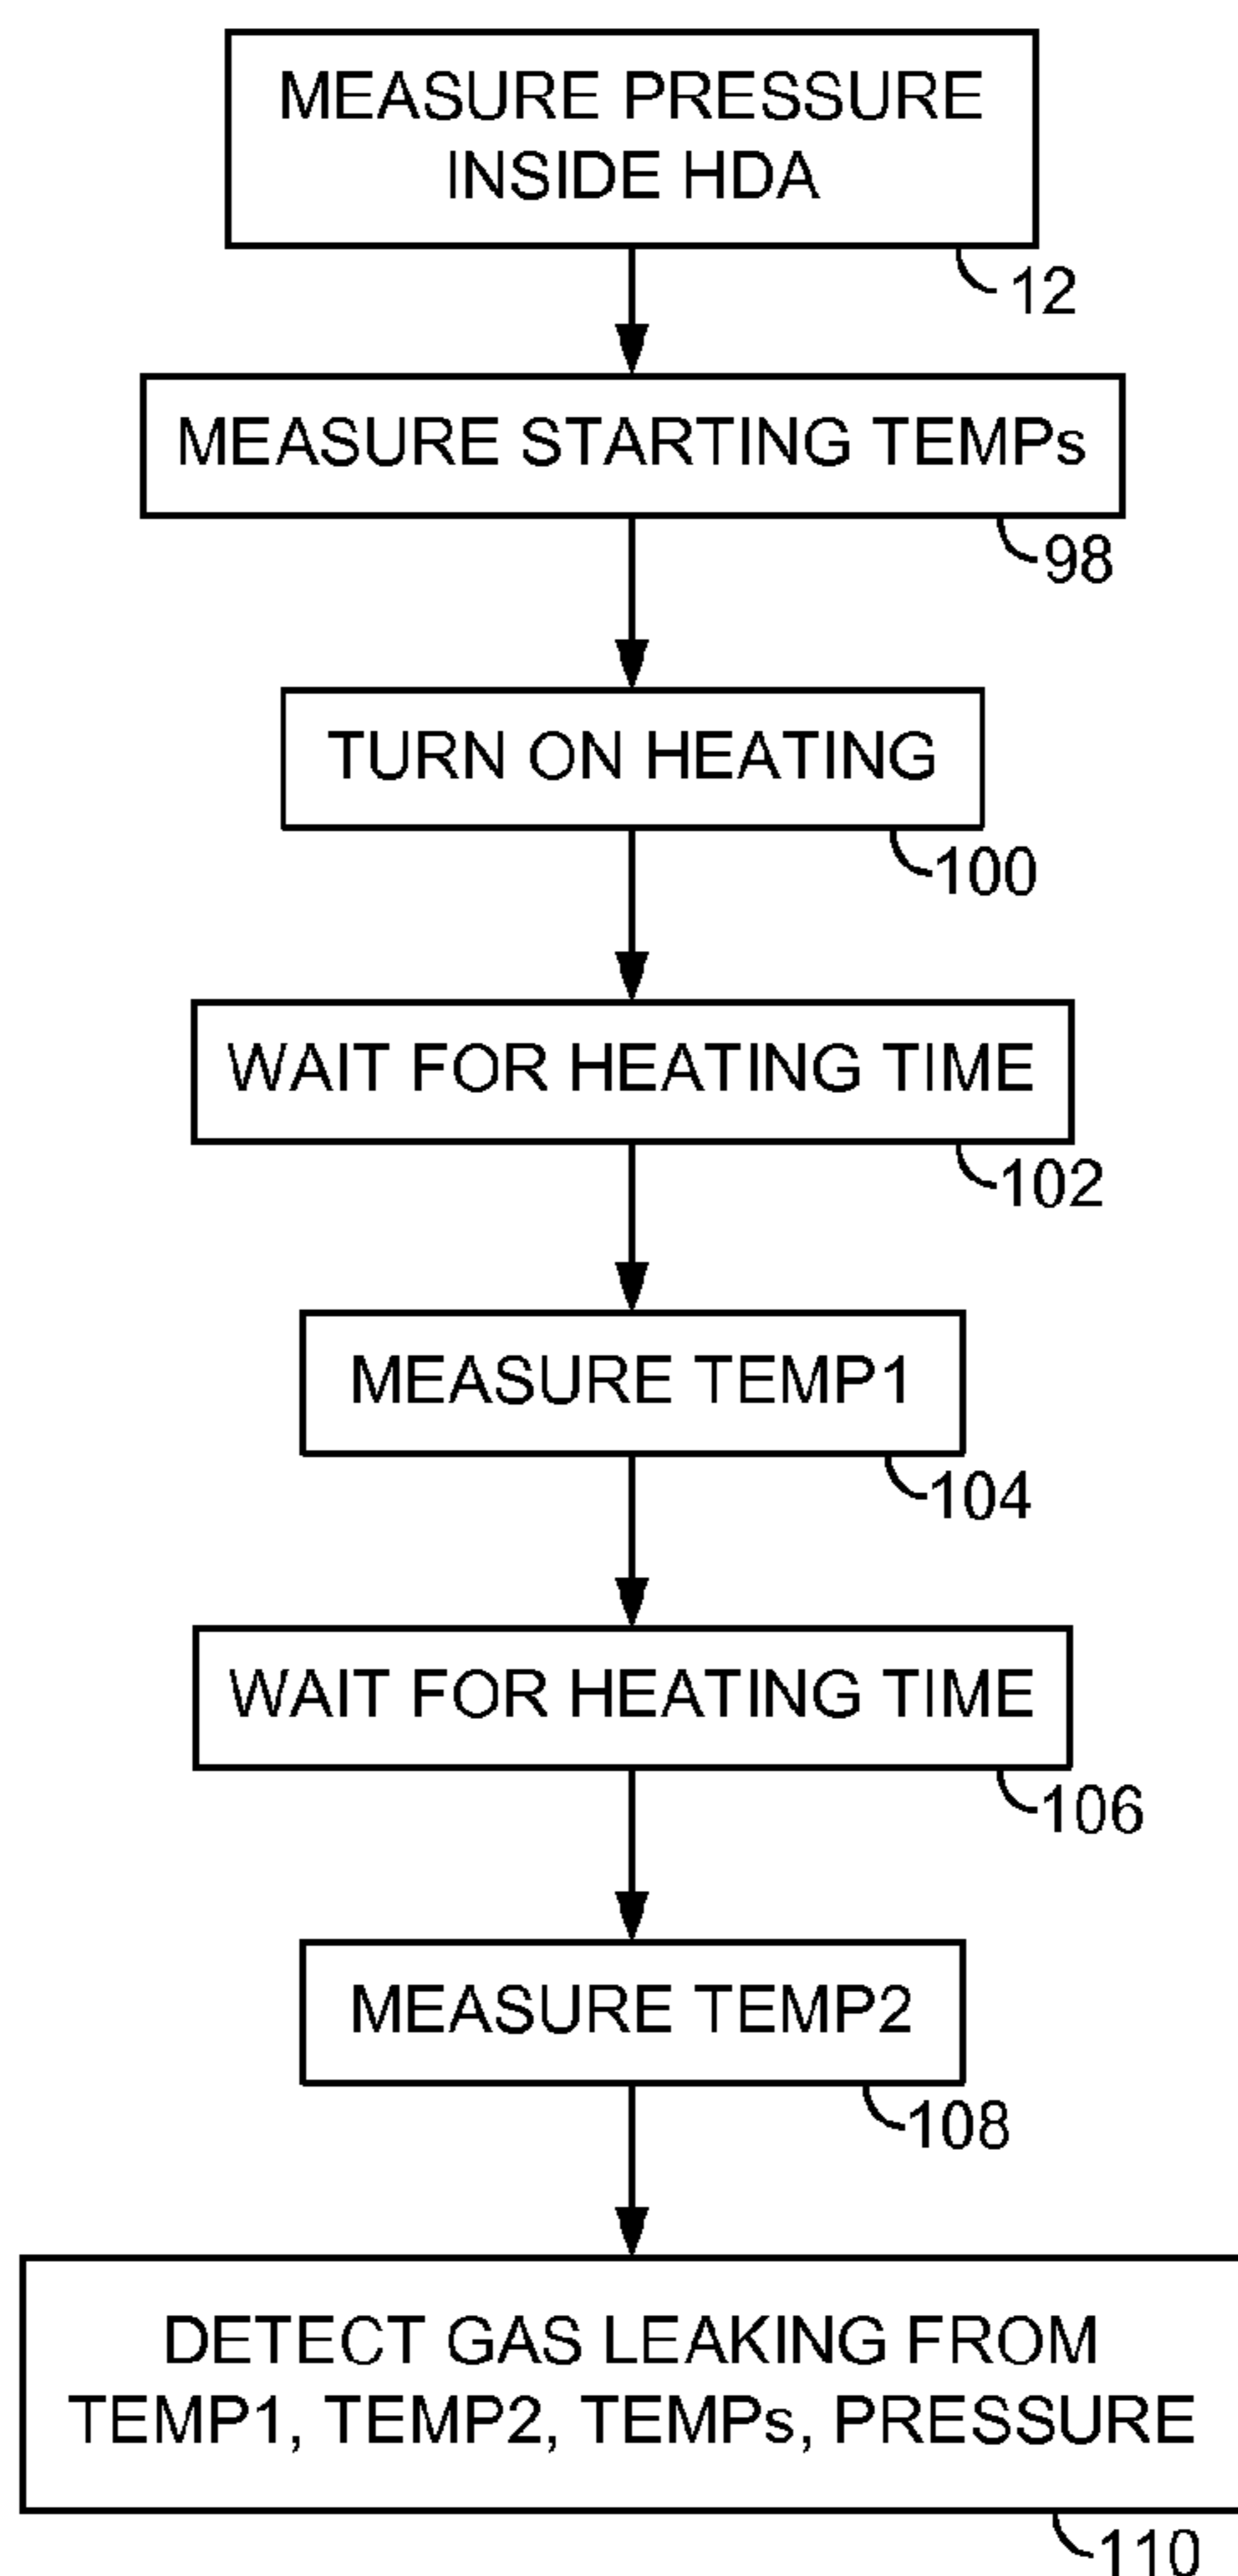 MEASURE PRESSURE
INSIDE HDA
12
MEASURE STARTING TEMPs
98
TURN ON HEATING
100
WAIT FOR HEATING TIME
102
MEASURE TEMP1
104
WAIT FOR HEATING TIME
106
MEASURE TEMP2
108
DETECT GAS LEAKING FROM
TEMP1, TEMP2, TEMPs, PRESSURE
110